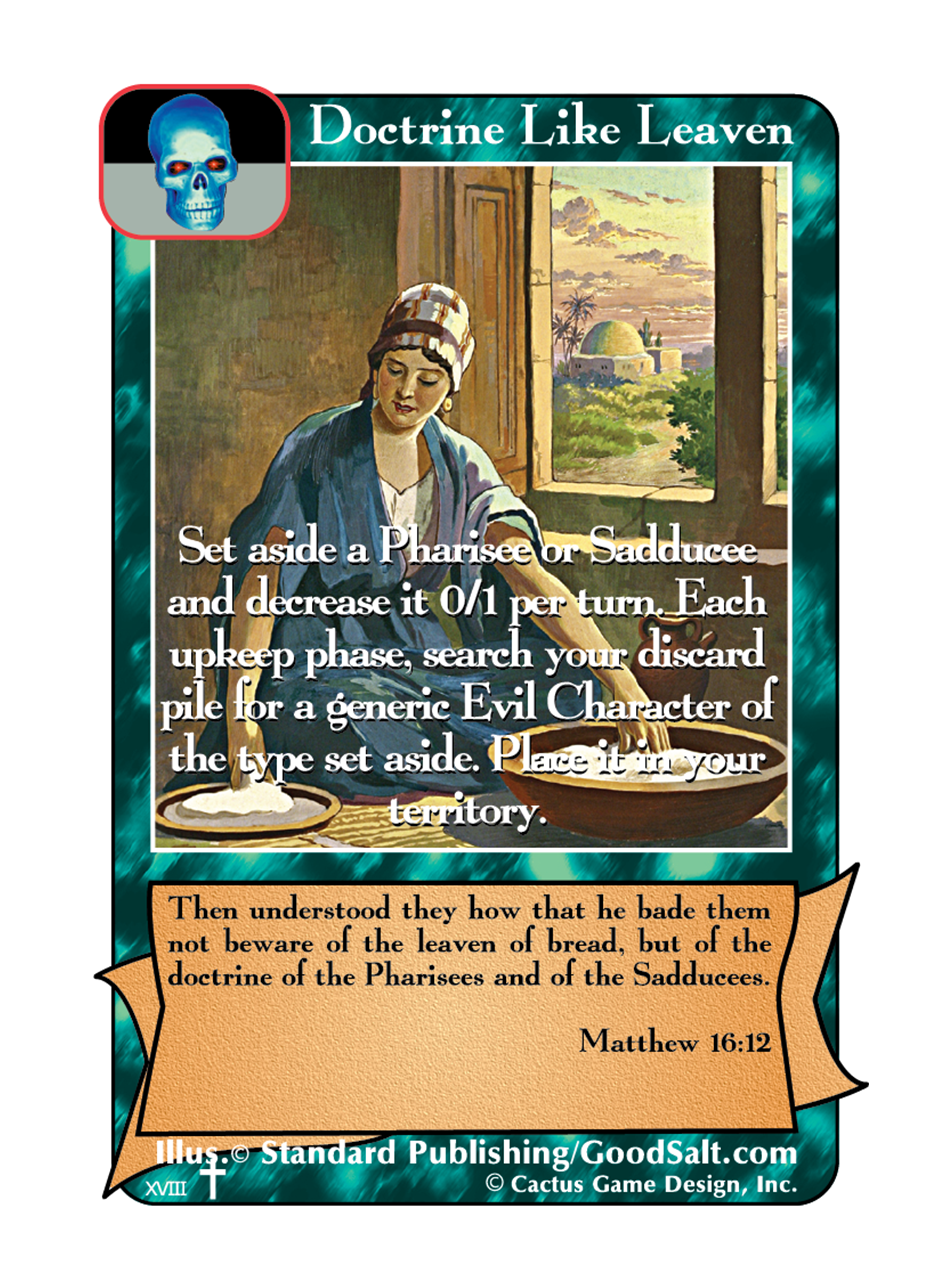 Doctrine Like Leaven
Set aside a Pharisee or Sadducee
and decrease it 0/1 per turn. Each
upkeep phase, search your discard
pile for a generic Evil Character of
the type set aside. Place it in your
territory.
Then understood they how that he bade them
not beware of the leaven of bread, but of the
doctrine of the Pharisees and of the Sadducees.
Matthew 16:12
Illus.© Standard Publishing/GoodSalt.com
XVIII
© Cactus Game Design, Inc.